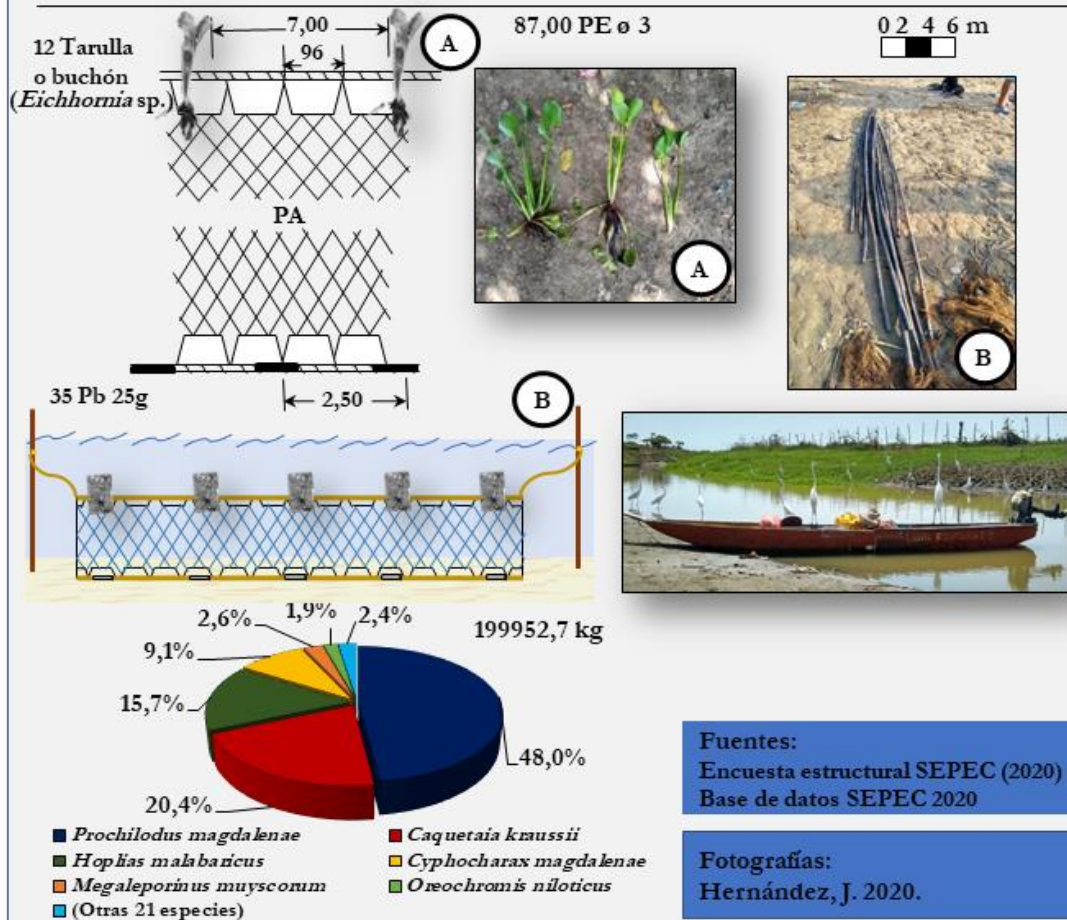 7,00
87,00 PE ø 3
0 2 4 6 m
12 Tarulla
o buchón
(Eichhornia sp.)
96
A
PA
A
B
35 Pb 25g
2,50
B
199952,7 kg
2,6%
1,9%
2,4%
9,1%
15,7%
48,0%
20,4%
Prochilodus magdalenae
Caquetaia kraussii
Hoplias malabaricus
Cyphocharax magdalenae
Megaleporinus muyscorum
Oreochromis niloticus
(Otras 21 especies)
Fuentes:
Encuesta estructural SEPEC (2020)
Base de datos SEPEC 2020
Fotografías:
Hernández, J. 2020.